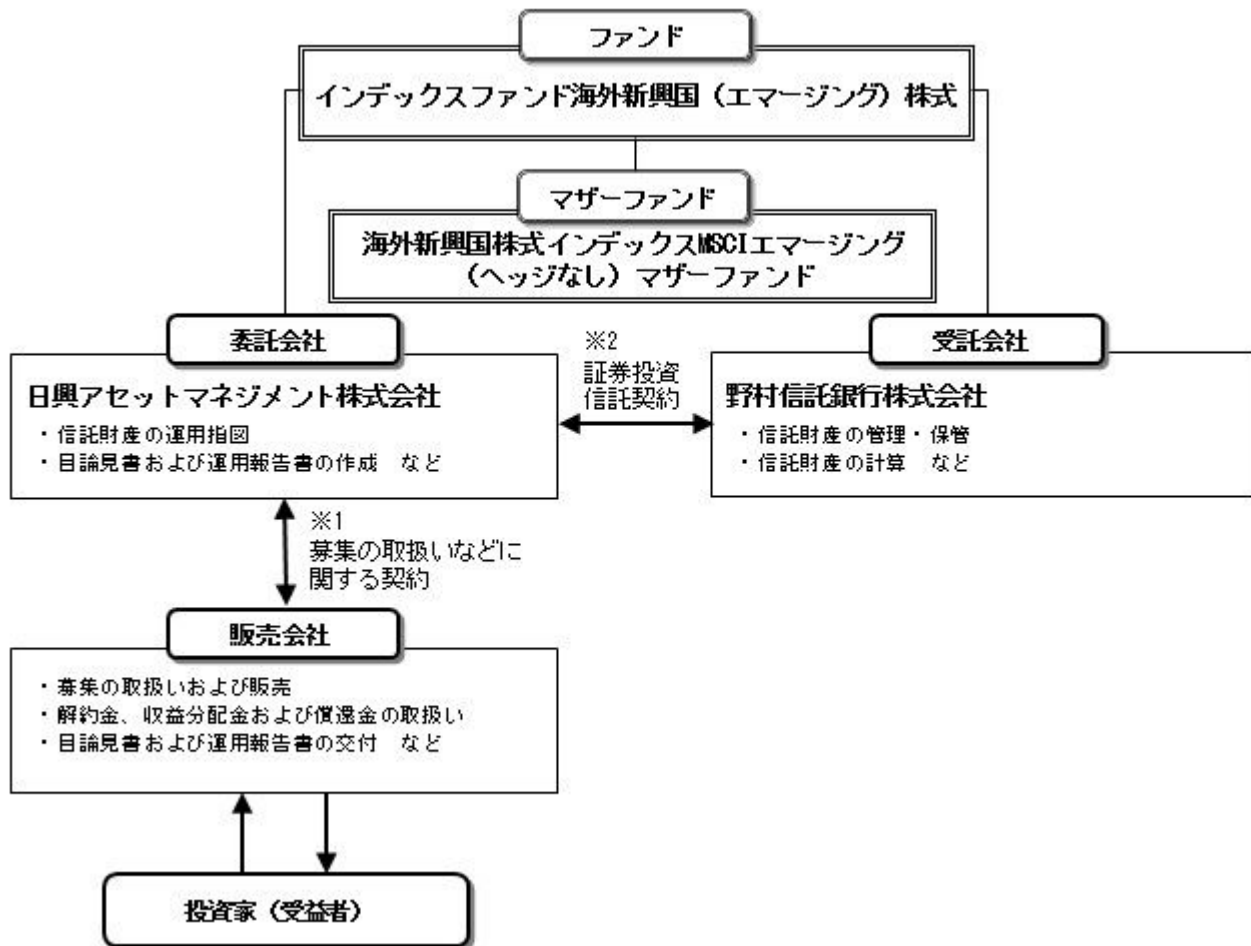 ファンド
インデックスファンド海外新興国（エマージング）株式
マザーファンド
海外新興国株式インデックスMSCIエマージング
（ヘッジなし）マザーファンド
委託会社
日興アセットマネジメント株式会社
・信託財産の運用指図
・目論見書および運用報告書の作成　など
※2
証券投資
信託契約
受託会社
野村信託銀行株式会社
・信託財産の管理・保管
・信託財産の計算　など
※1
募集の取扱いなどに
関する契約
販売会社
・募集の取扱いおよび販売
・解約金、収益分配金および償還金の取扱い
・目論見書および運用報告書の交付　など
投資家（受益者）